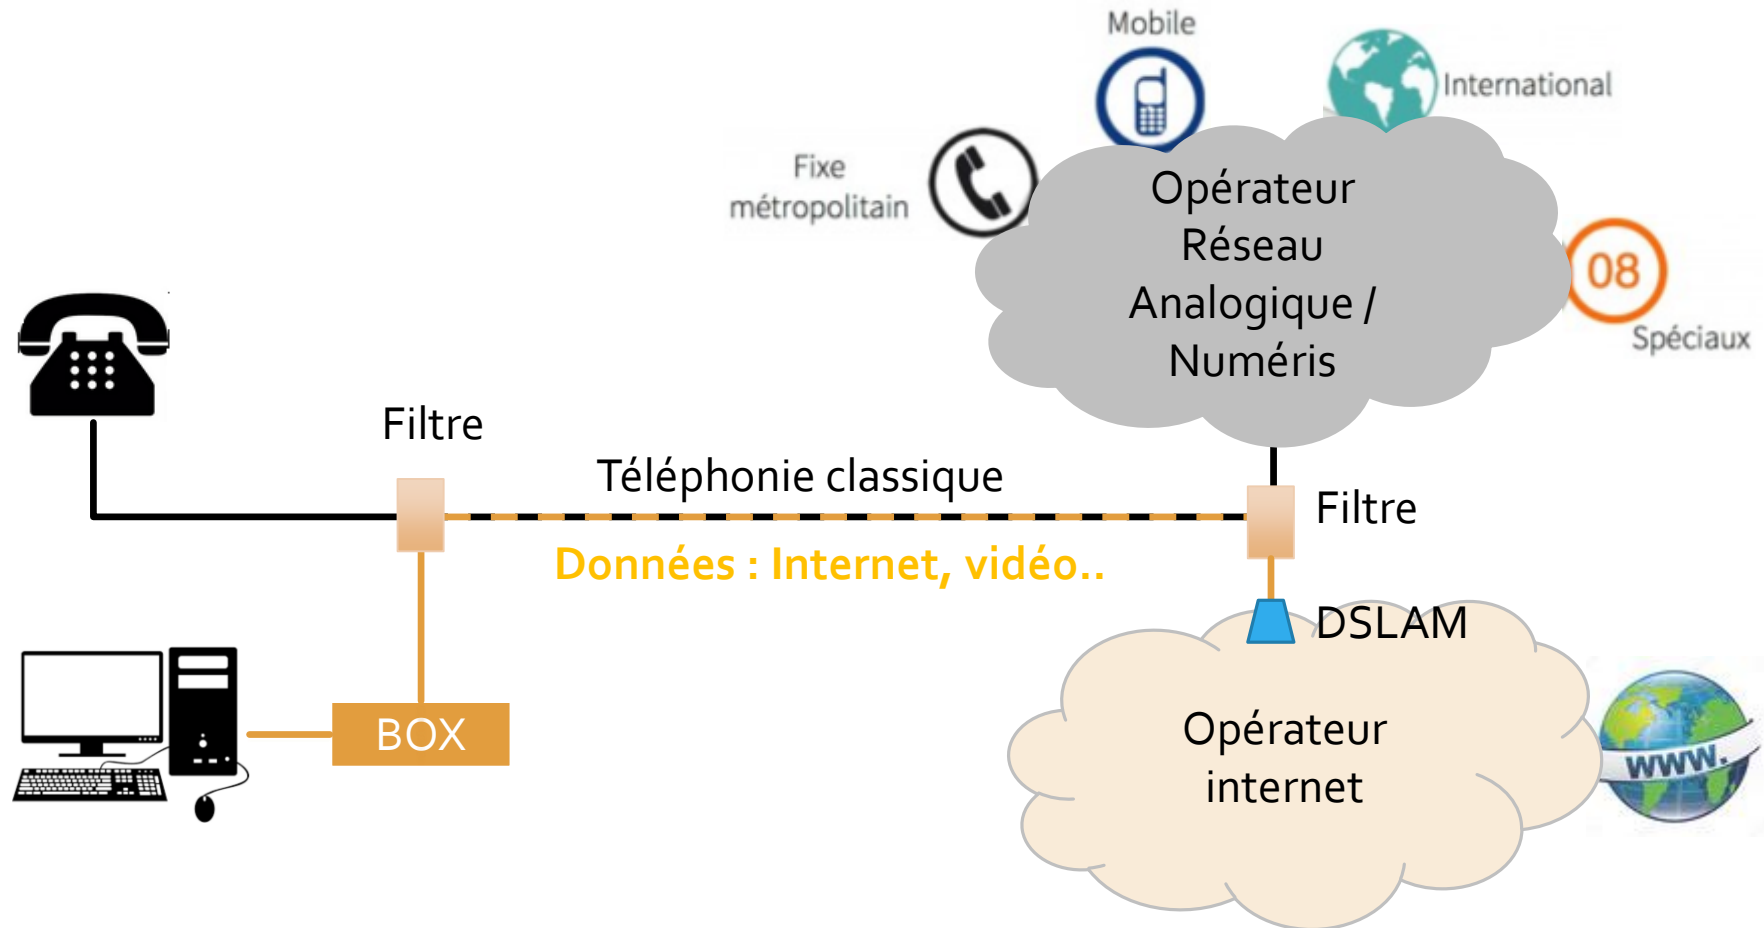 Mobile
International
Fixe
métropolitain
Opérateur
Réseau
Analogique /
Numéris
08
Spéciaux
Filtre
Téléphonie classique
Filtre
Données : Internet, vidéo..
DSLAM
BOX
Opérateur
internet
WWW.